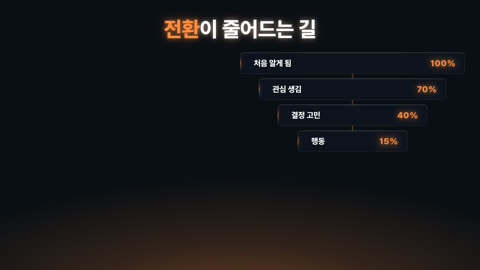 전환이 줄어드는 길
처음 알게 됨 100%
관심 생김 70%
결정 고민 40%
행동 15%